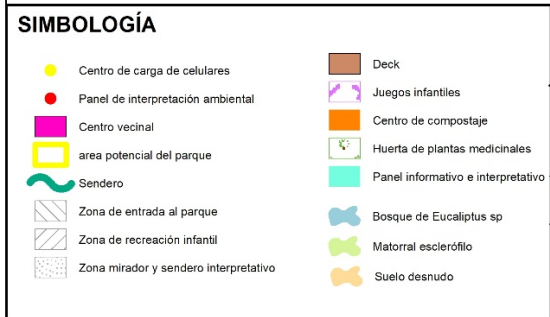 SIMBOLOGÍA
Centro de carga de celulares
Panel de interpretación ambiental
Centro vecinal
area potencial del parque
Sendero
Zona de entrada al parque
Zona de recreación infantil
Zona mirador y sendero interpretativo
Deck
Juegos infantiles
Centro de compostaje
Huerta de plantas medicinales
Panel informativo e interpretativo
Bosque de Eucaliptus sp
Matorral esclerófilo
Suelo desnudo